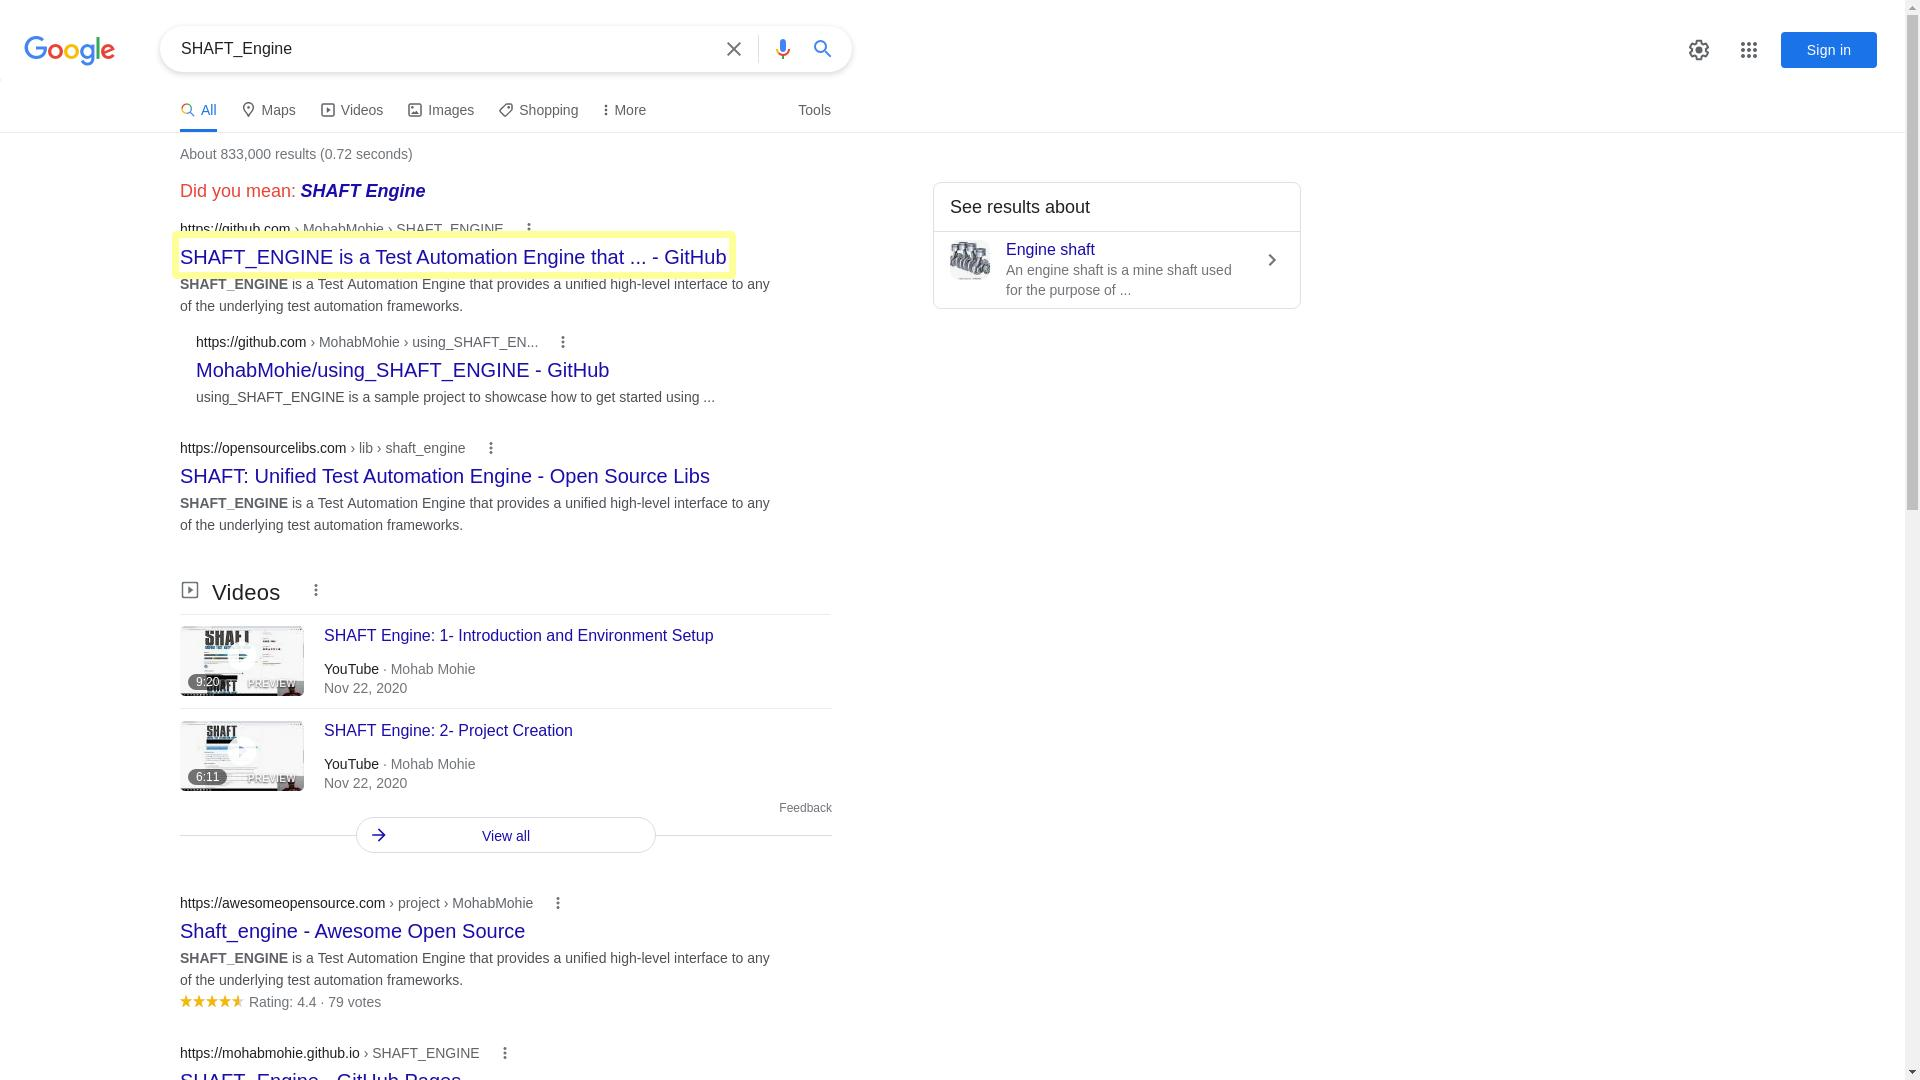 Google
SHAFT_Engine
Sign in
All
Maps
Videos
Images
Shopping
More
Tools
About 833,000 results (0.72 seconds)
Did you mean: SHAFT Engine
https://github.com › MohabMohie › SHAFT_ENGINE
SHAFT_ENGINE is a Test Automation Engine that ... - GitHub
SHAFT_ENGINE is a Test Automation Engine that provides a unified high-level interface to any
of the underlying test automation frameworks.
https://github.com › MohabMohie › using_SHAFT_EN...
MohabMohie/using_SHAFT_ENGINE - GitHub
using_SHAFT_ENGINE is a sample project to showcase how to get started using ...
https://opensourcelibs.com › lib › shaft_engine
SHAFT: Unified Test Automation Engine - Open Source Libs
SHAFT_ENGINE is a Test Automation Engine that provides a unified high-level interface to any
of the underlying test automation frameworks.
Videos
SHAFT
9:20
PREVIEW
SHAFT Engine: 1- Introduction and Environment Setup
YouTube · Mohab Mohie
Nov 22, 2020
SHAFT
6:11
PREVIEW
SHAFT Engine: 2- Project Creation
YouTube · Mohab Mohie
Nov 22, 2020
Feedback
View all
https://awesomeopensource.com › project › MohabMohie
Shaft_engine - Awesome Open Source
SHAFT_ENGINE is a Test Automation Engine that provides a unified high-level interface to any
of the underlying test automation frameworks.
Rating: 4.4 · 79 votes
https://mohabmohie.github.io › SHAFT_ENGINE
SHAFT_Engine - GitHub Pages
See results about
Engine shaft
An engine shaft is a mine shaft used
for the purpose of ...